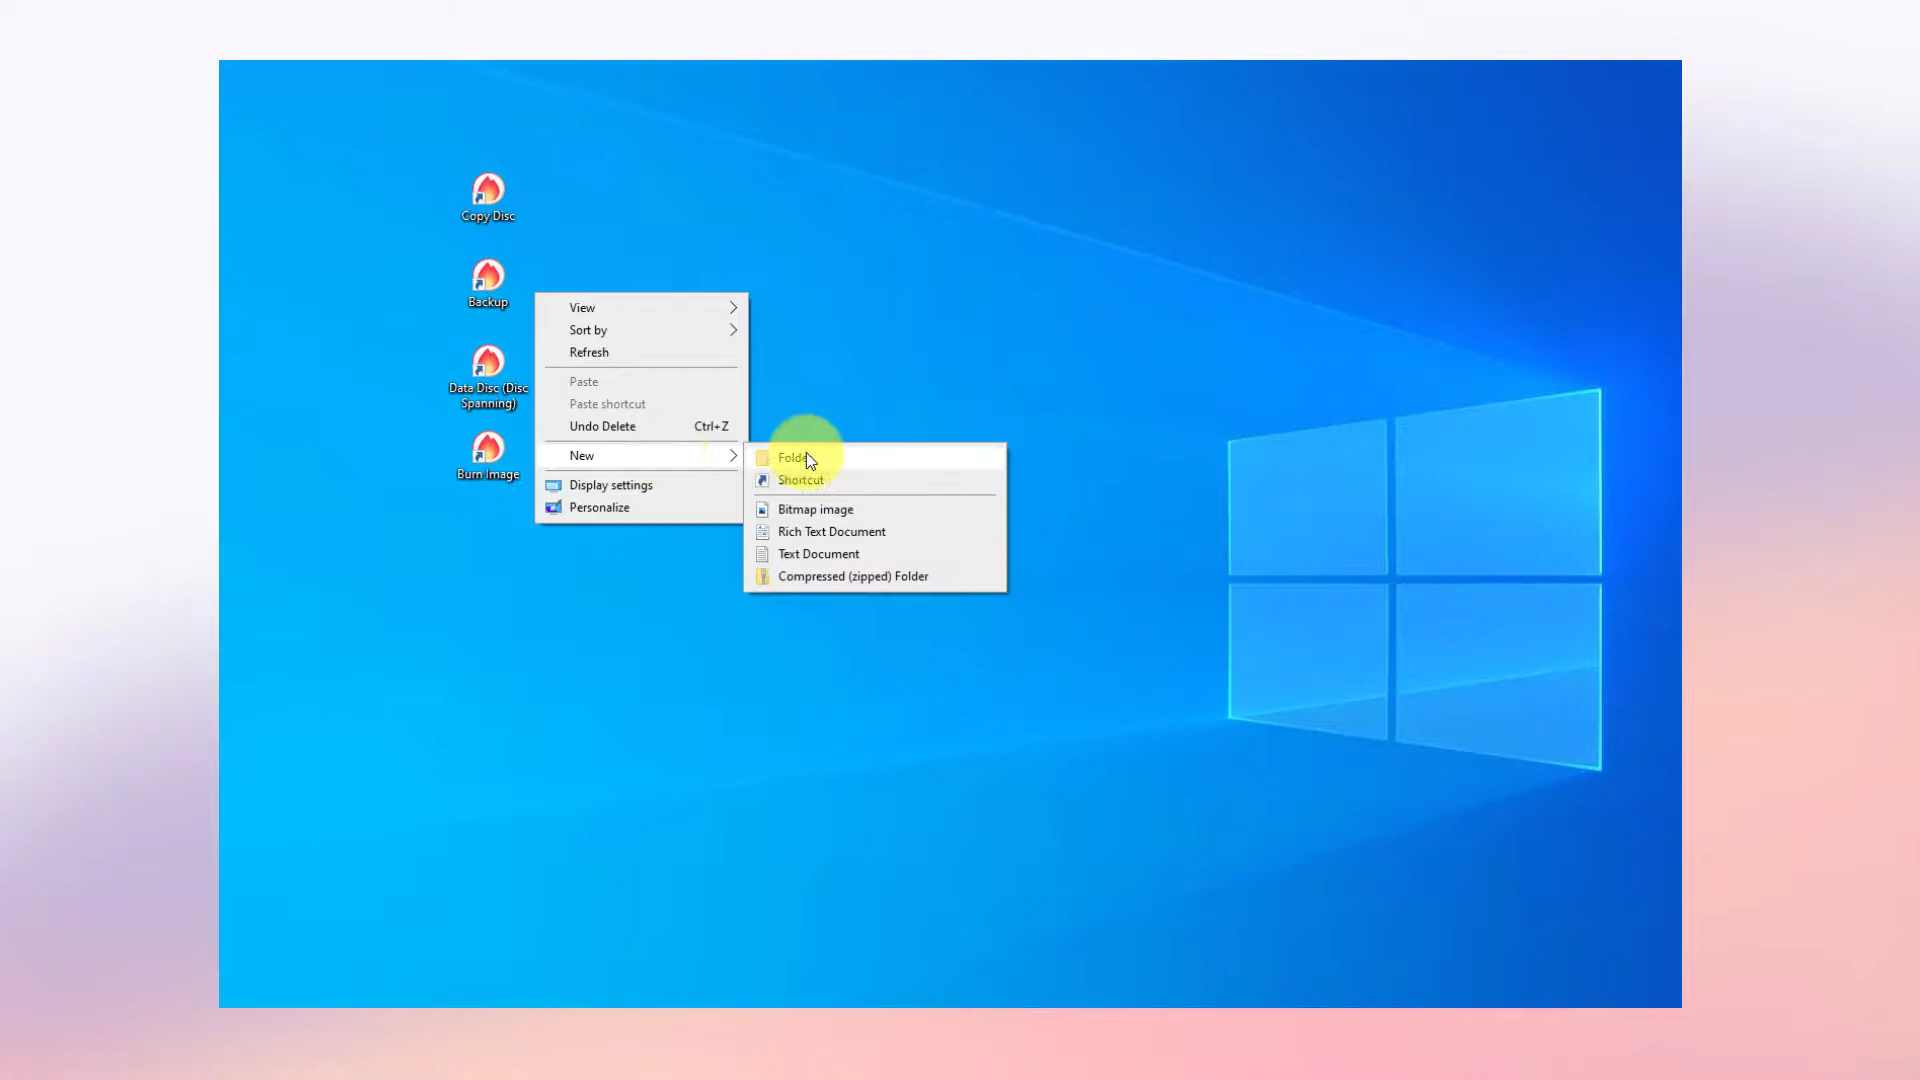 Copy Disc
Backup
Data Disc (Disc
Spanning)
Burn Image
View
Sort by
Refresh
Paste
Paste shortcut
Undo Delete Ctrl+Z
New
Display settings
Personalize
Folder
Shortcut
Bitmap image
Rich Text Document
Text Document
Compressed (zipped) Folder